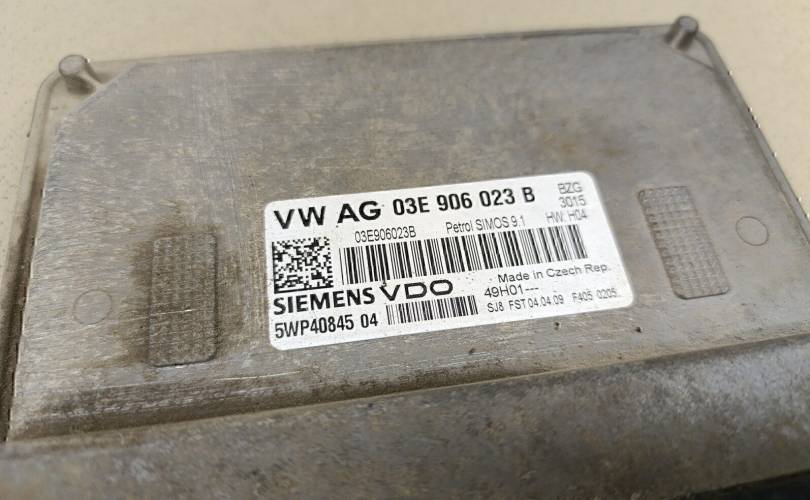 VW AG 03E 906 023 B
BZG
3015
03E906023B Petrol SIMOS 9.1 HW: H04
Made in Czech Rep.
SIEMENS VDO 49H01---
5WP40845 04 SJ8 FST 04.04.09 F405 0205